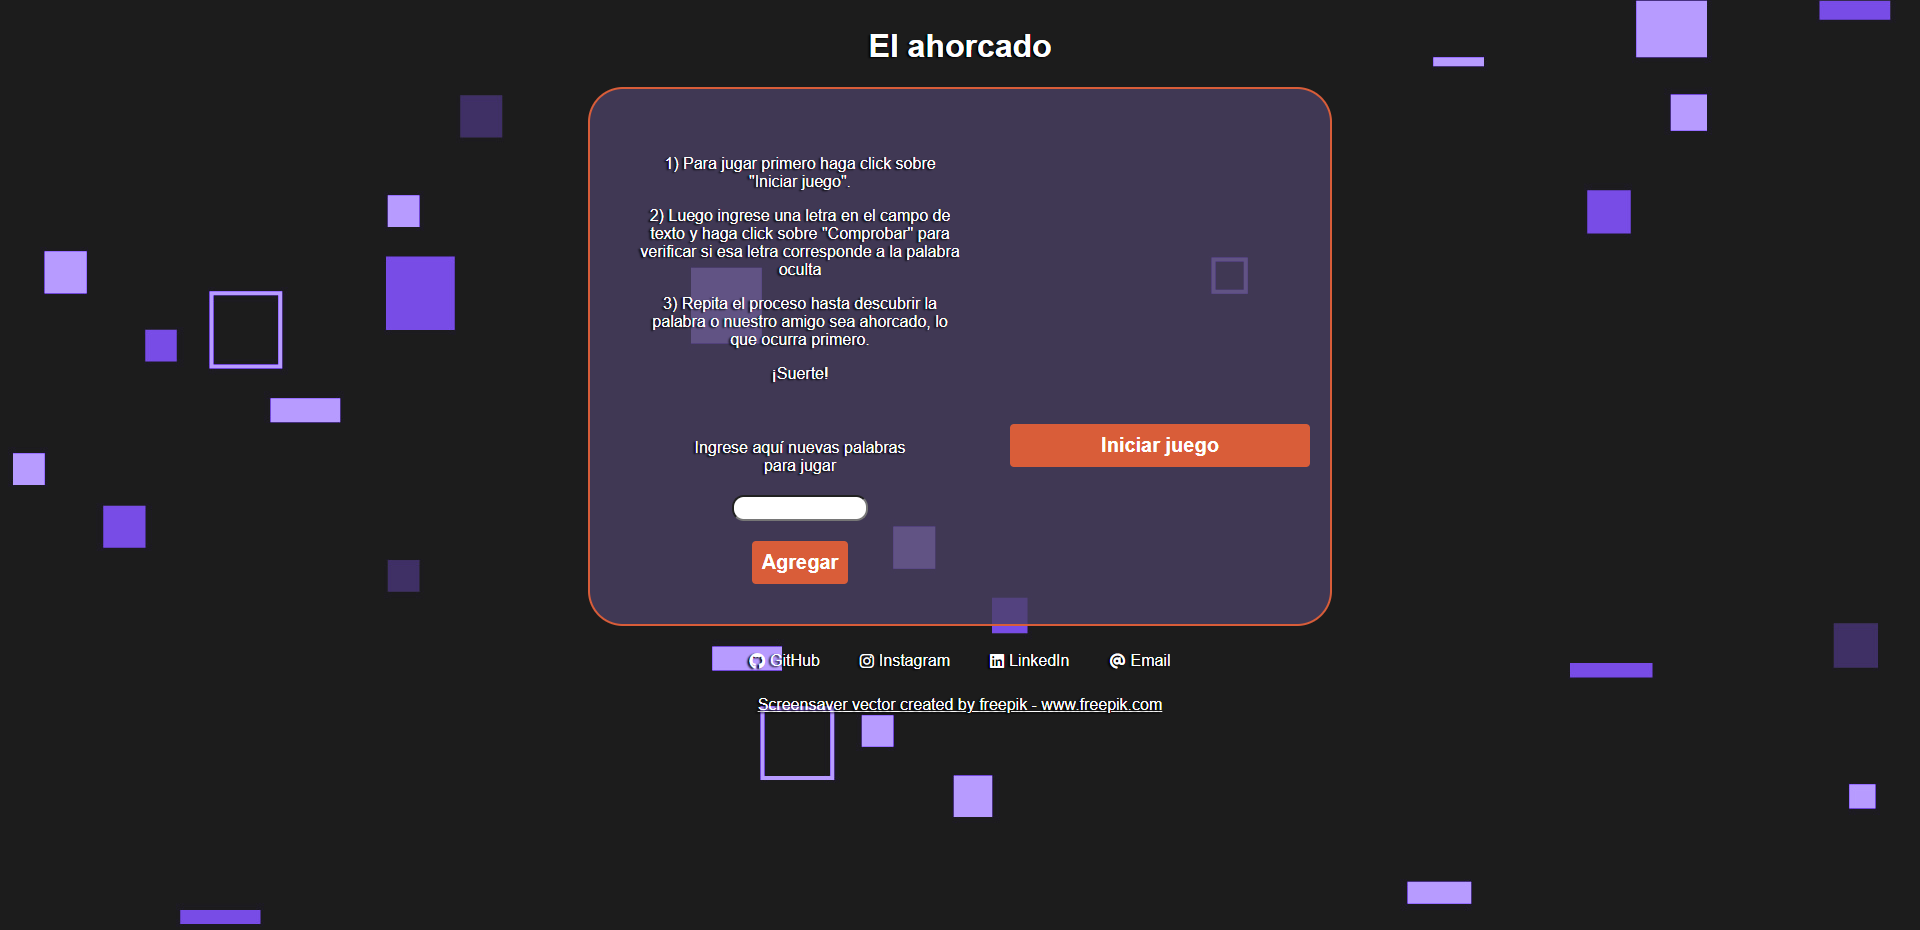 El ahorcado
1) Para jugar primero haga click sobre
"Iniciar juego".
2) Luego ingrese una letra en el campo de
texto y haga click sobre "Comprobar" para
verificar si esa letra corresponde a la palabra
oculta
3) Repita el proceso hasta descubrir la
palabra o nuestro amigo sea ahorcado, lo
que ocurra primero.
¡Suerte!
Ingrese aquí nuevas palabras
para jugar
Agregar
Iniciar juego
GitHub Instagram LinkedIn Email
Screensaver vector created by freepik - www.freepik.com